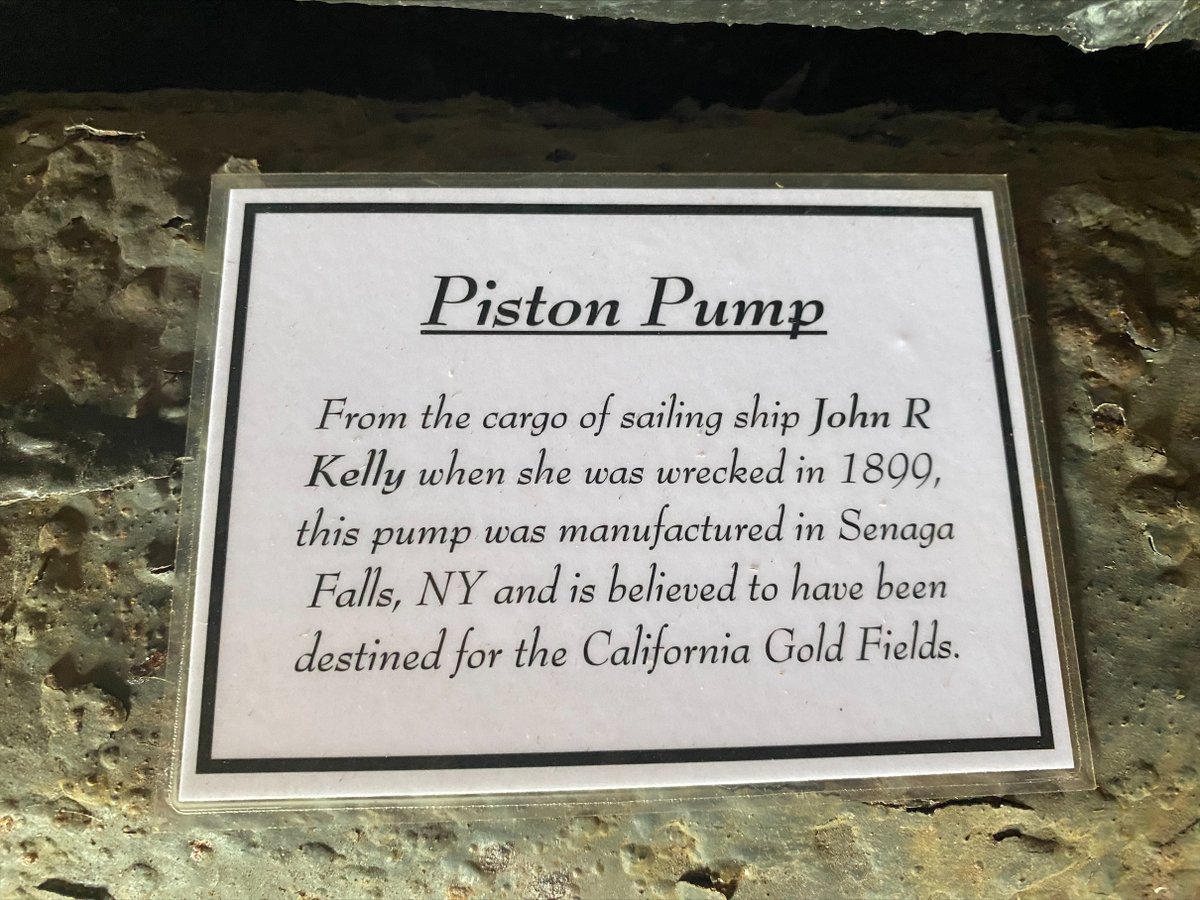 Piston Pump
From the cargo of sailing ship John R
Kelly when she was wrecked in 1899,
this pump was manufactured in Senaga
Falls, NY and is believed to have been
destined for the California Gold Fields.